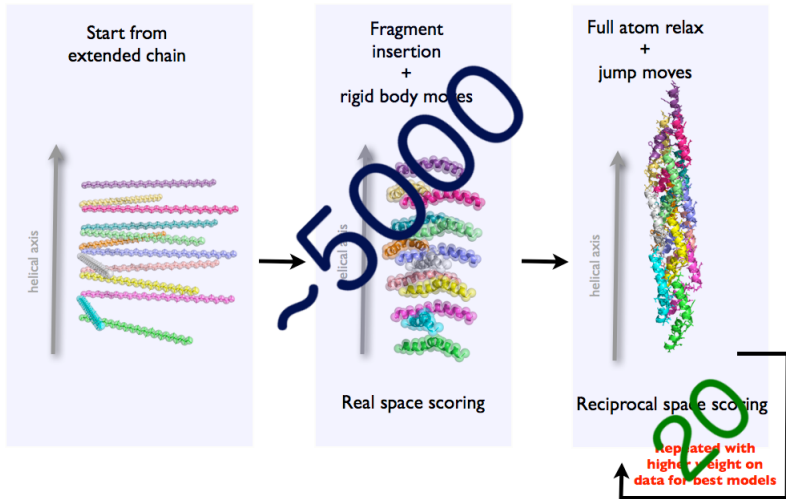 Start from
extended chain
helical axis
Fragment
insertion
+
rigid body moves
~5000
helical axis
Real space scoring
Full atom relax
+
jump moves
helical axis
Reciprocal space scoring
20
Repeated with
higher weight on
data for best models